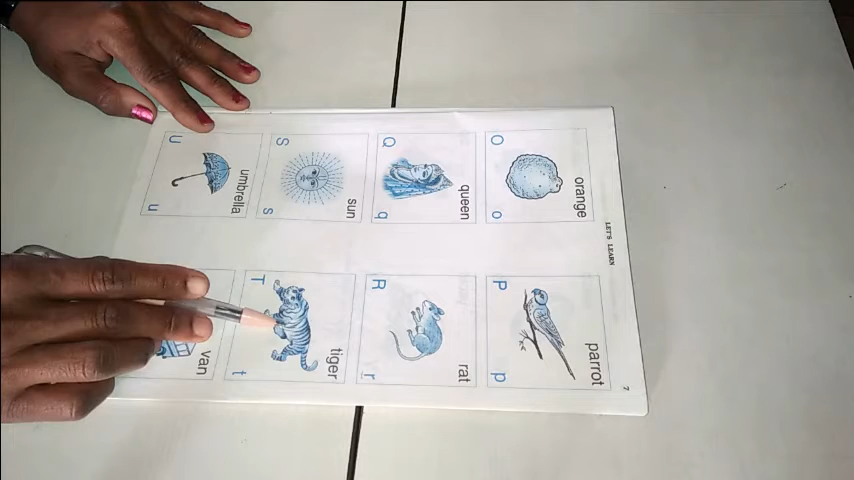 LET'S LEARN
7
orange
parrot
O o
P p
queen
rat
Q q
R r
sun
tiger
S s
T t
umbrella
van
U u